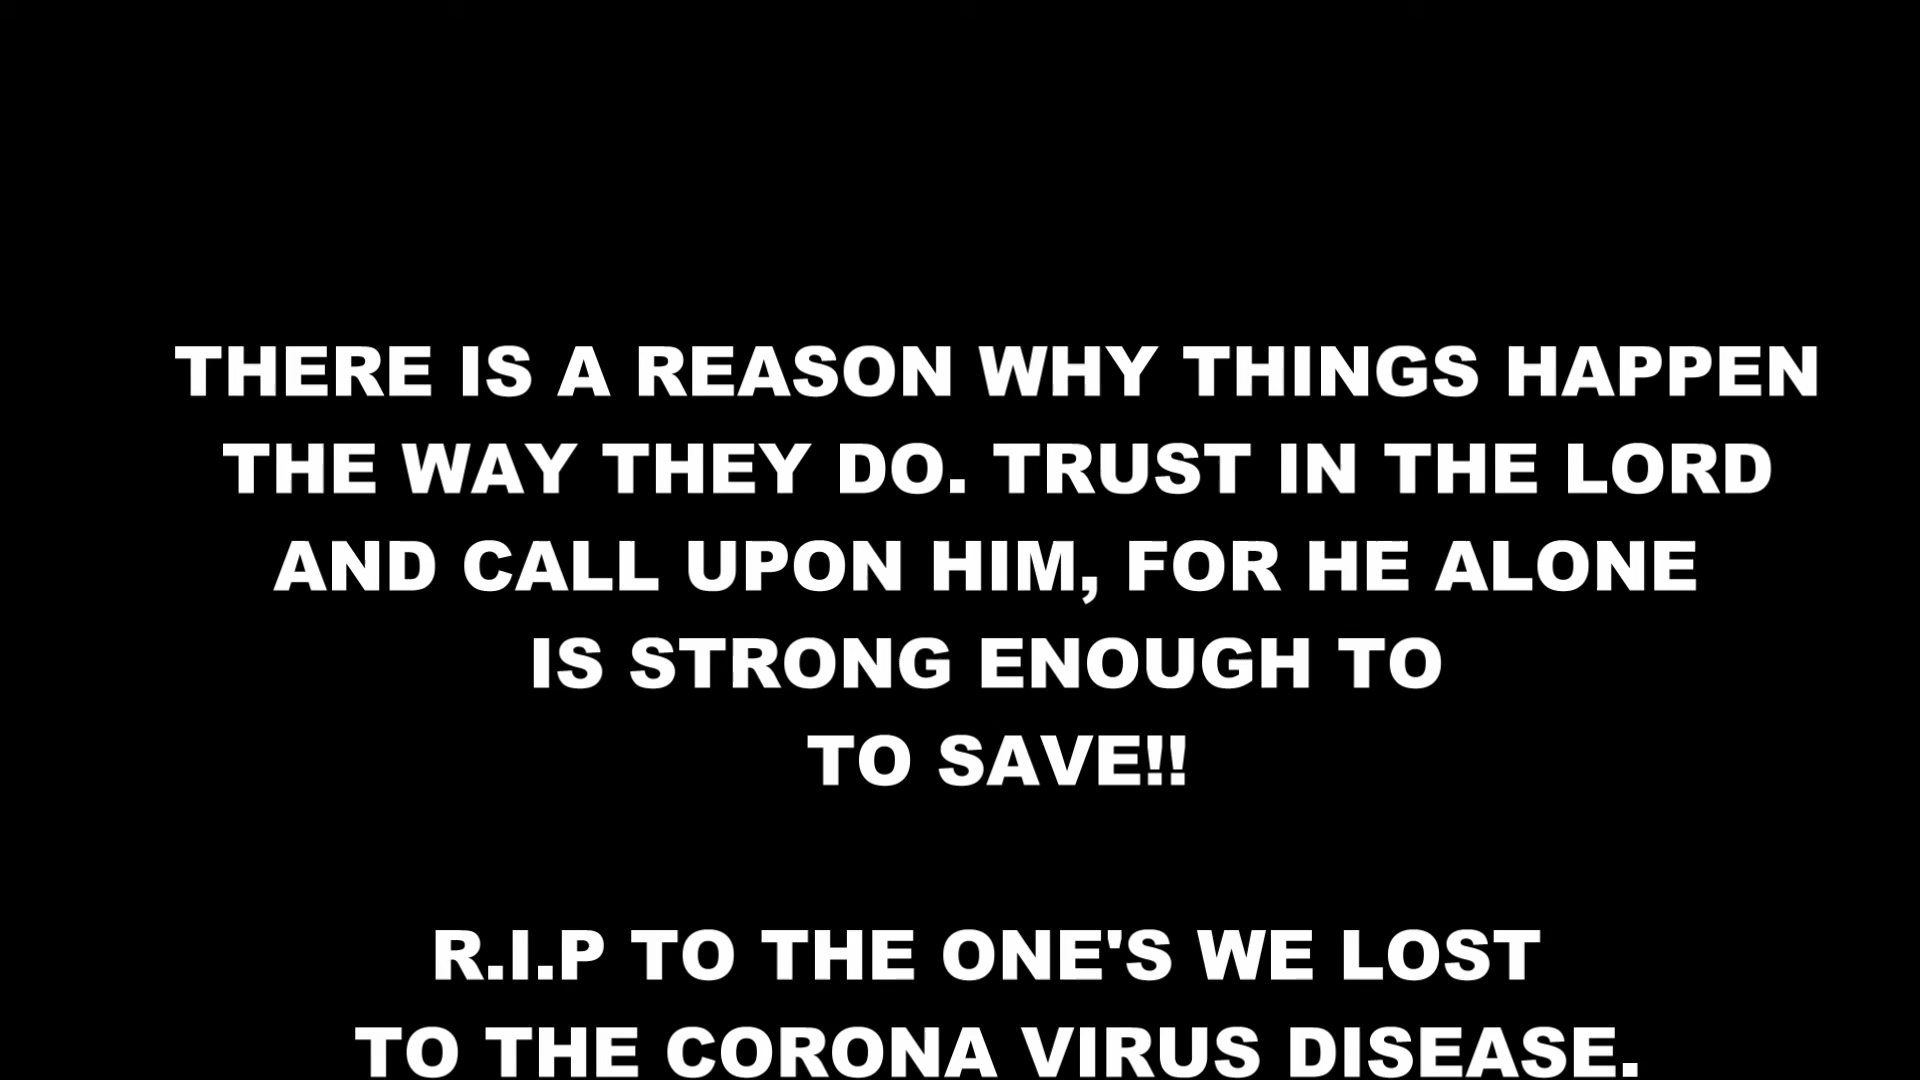 THERE IS A REASON WHY THINGS HAPPEN
THE WAY THEY DO. TRUST IN THE LORD
AND CALL UPON HIM, FOR HE ALONE
IS STRONG ENOUGH TO
TO SAVE!!
R.I.P TO THE ONE'S WE LOST
TO THE CORONA VIRUS DISEASE.